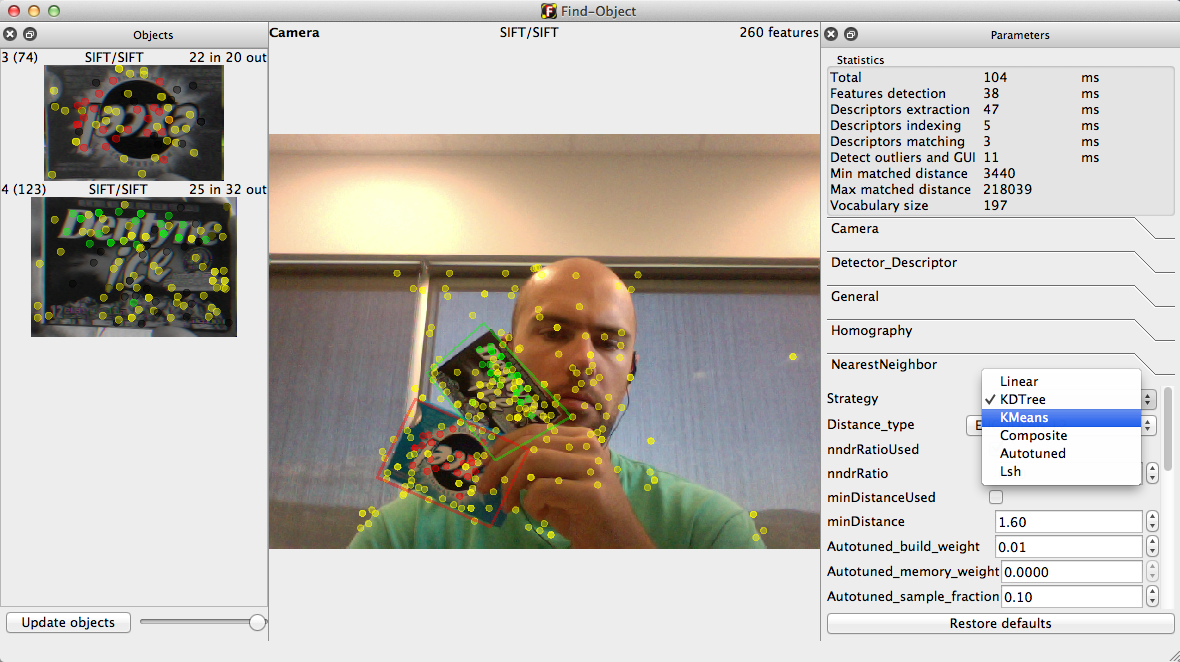 Find-Object
Objects
3 (74) SIFT/SIFT 22 in 20 out
4 (123) SIFT/SIFT 25 in 32 out
Dentyne
Ice
12
Update objects
Camera SIFT/SIFT 260 features
Parameters
Statistics
Total 104 ms
Features detection 38 ms
Descriptors extraction 47 ms
Descriptors indexing 5 ms
Descriptors matching 3 ms
Detect outliers and GUI 11 ms
Min matched distance 3440
Max matched distance 218039
Vocabulary size 197
Camera
Detector_Descriptor
General
Homography
NearestNeighbor
Strategy
Linear
✓ KDTree
KMeans
Composite
Autotuned
Lsh
Distance_type E
nndrRatioUsed
nndrRatio
minDistanceUsed
minDistance 1.60
Autotuned_build_weight 0.01
Autotuned_memory_weight 0.0000
Autotuned_sample_fraction 0.10
Restore defaults